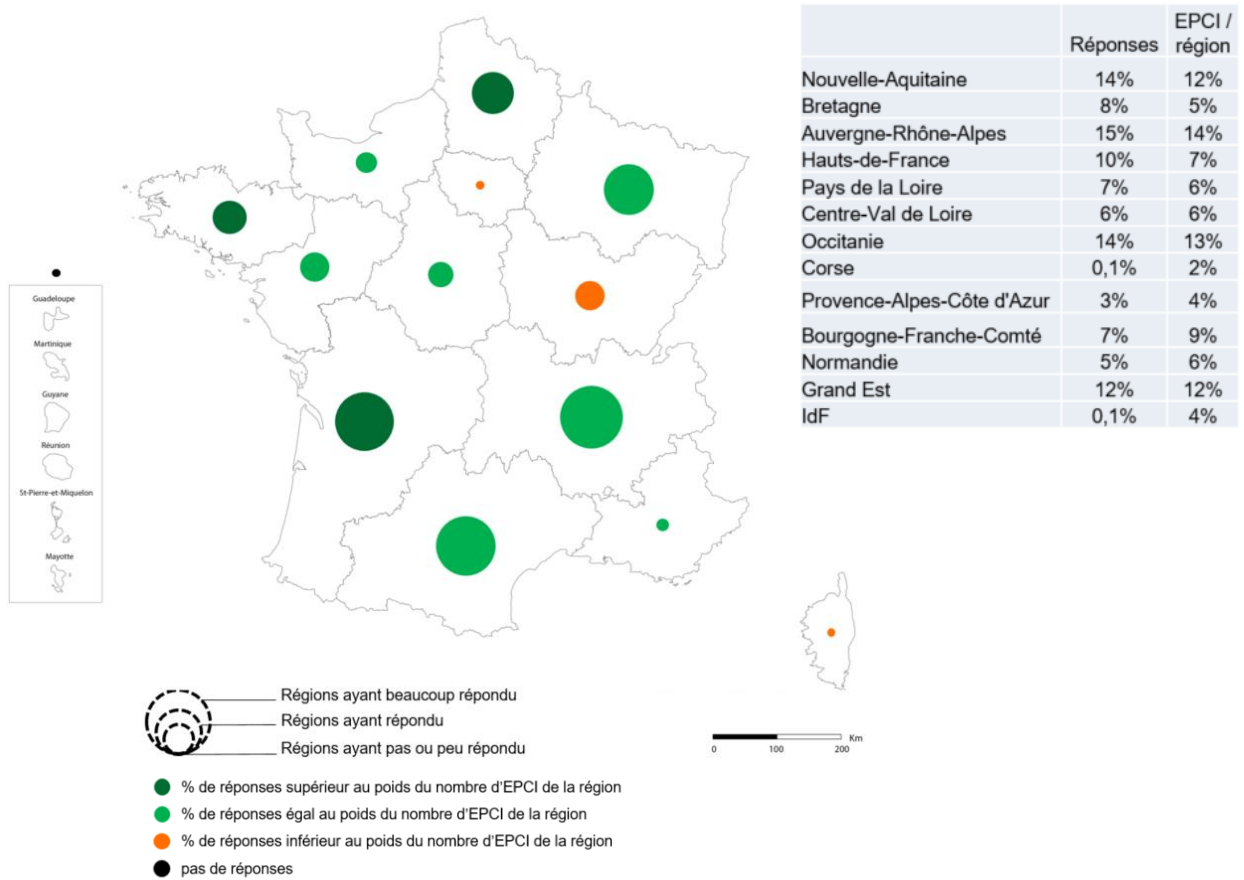 Réponses EPCI / région
Nouvelle-Aquitaine 14% 12%
Bretagne 8% 5%
Auvergne-Rhône-Alpes 15% 14%
Hauts-de-France 10% 7%
Pays de la Loire 7% 6%
Centre-Val de Loire 6% 6%
Occitanie 14% 13%
Corse 0,1% 2%
Provence-Alpes-Côte d'Azur 3% 4%
Bourgogne-Franche-Comté 7% 9%
Normandie 5% 6%
Grand Est 12% 12%
IdF 0,1% 4%
Guadeloupe
Martinique
Guyane
Réunion
St-Pierre-et-Miquelon
Mayotte
Régions ayant beaucoup répondu
Régions ayant répondu
Régions ayant pas ou peu répondu
Km
0 100 200
% de réponses supérieur au poids du nombre d'EPCI de la région
% de réponses égal au poids du nombre d'EPCI de la région
% de réponses inférieur au poids du nombre d'EPCI de la région
pas de réponses